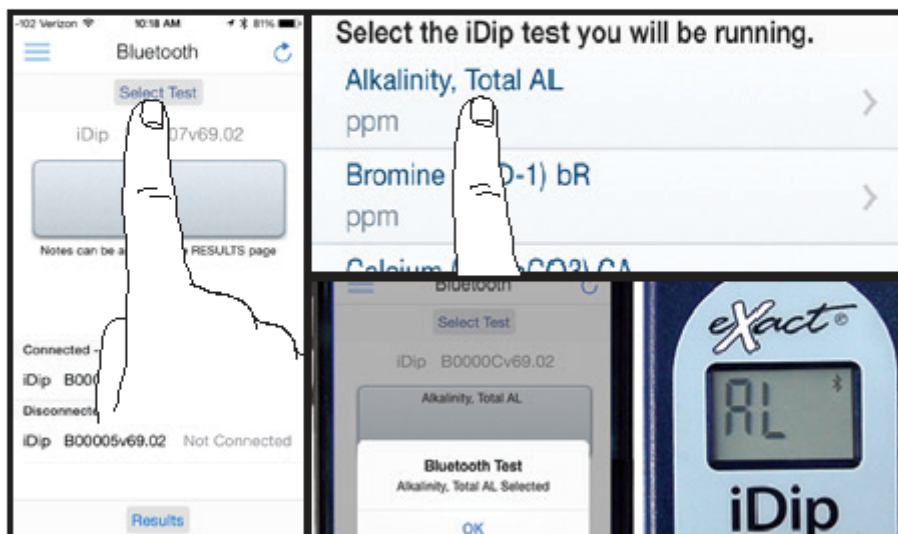 -102 Verizon 10:18 AM 81%
Bluetooth
Select Test
iDip 07v69.02
Notes can be a RESULTS page
Connected -
iDip B000
Disconnecte
iDip B00005v69.02 Not Connected
Results
Select the iDip test you will be running.
Alkalinity, Total AL
ppm
Bromine D-1) bR
ppm
Calcium CA
Bluetooth
Select Test
iDip B0000Cv69.02
Alkalinity, Total AL
Bluetooth Test
Alkalinity, Total AL Selected
OK
eXact®
AL
iDip